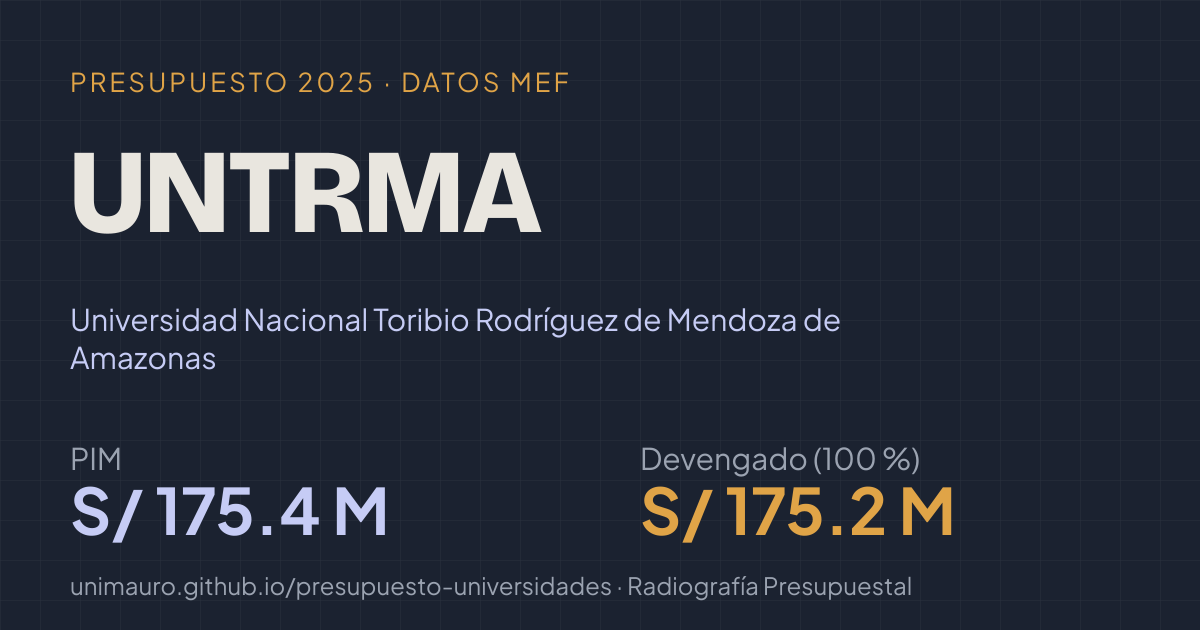 PRESUPUESTO 2025 · DATOS MEF
UNTRMA
Universidad Nacional Toribio Rodríguez de Mendoza de
Amazonas
PIM
S/ 175.4 M
Devengado (100 %)
S/ 175.2 M
unimauro.github.io/presupuesto-universidades · Radiografía Presupuestal